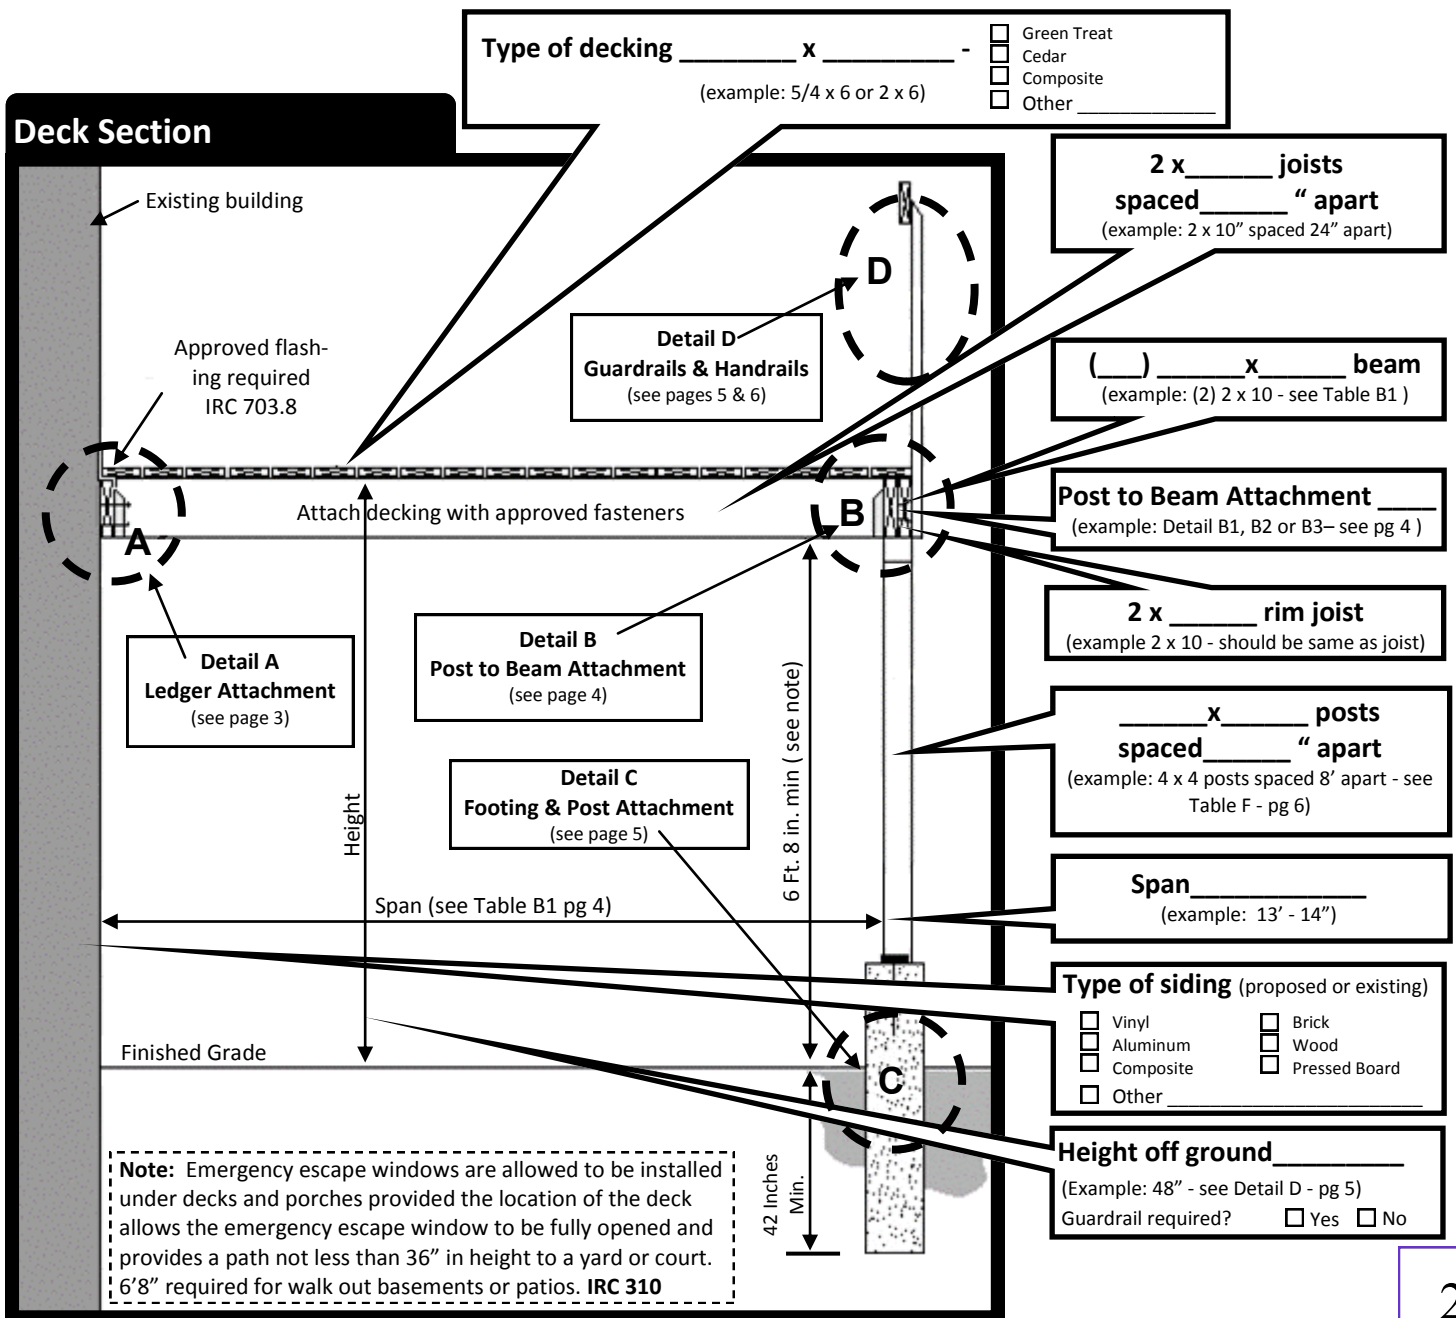 Type of decking ________ x _________ -
Green Treat
Cedar
Composite
Other ____________
(example: 5/4 x 6 or 2 x 6)
Deck Section
2 x______ joists
spaced______ “ apart
(example: 2 x 10” spaced 24” apart)
Existing building
D
Approved flash-
ing required
IRC 703.8
Detail D
Guardrails & Handrails
(see pages 5 & 6)
(___) ______x______ beam
(example: (2) 2 x 10 - see Table B1 )
Post to Beam Attachment ____
(example: Detail B1, B2 or B3– see pg 4 )
Attach decking with approved fasteners
A
B
2 x ______ rim joist
(example 2 x 10 - should be same as joist)
Detail A
Ledger Attachment
(see page 3)
Detail B
Post to Beam Attachment
(see page 4)
______x______ posts
spaced______ “ apart
(example: 4 x 4 posts spaced 8’ apart - see
Table F - pg 6)
Detail C
Footing & Post Attachment
(see page 5)
Height
6 Ft. 8 in. min ( see note)
Span____________
(example: 13’ - 14”)
Span (see Table B1 pg 4)
Type of siding (proposed or existing)
Vinyl
Aluminum
Composite
Brick
Wood
Pressed Board
Other ______________________
Finished Grade
C
Height off ground_________
(Example: 48” - see Detail D - pg 5)
Guardrail required? Yes No
42 Inches
Min.
Note: Emergency escape windows are allowed to be installed
under decks and porches provided the location of the deck
allows the emergency escape window to be fully opened and
provides a path not less than 36” in height to a yard or court.
6’8” required for walk out basements or patios. IRC 310
2